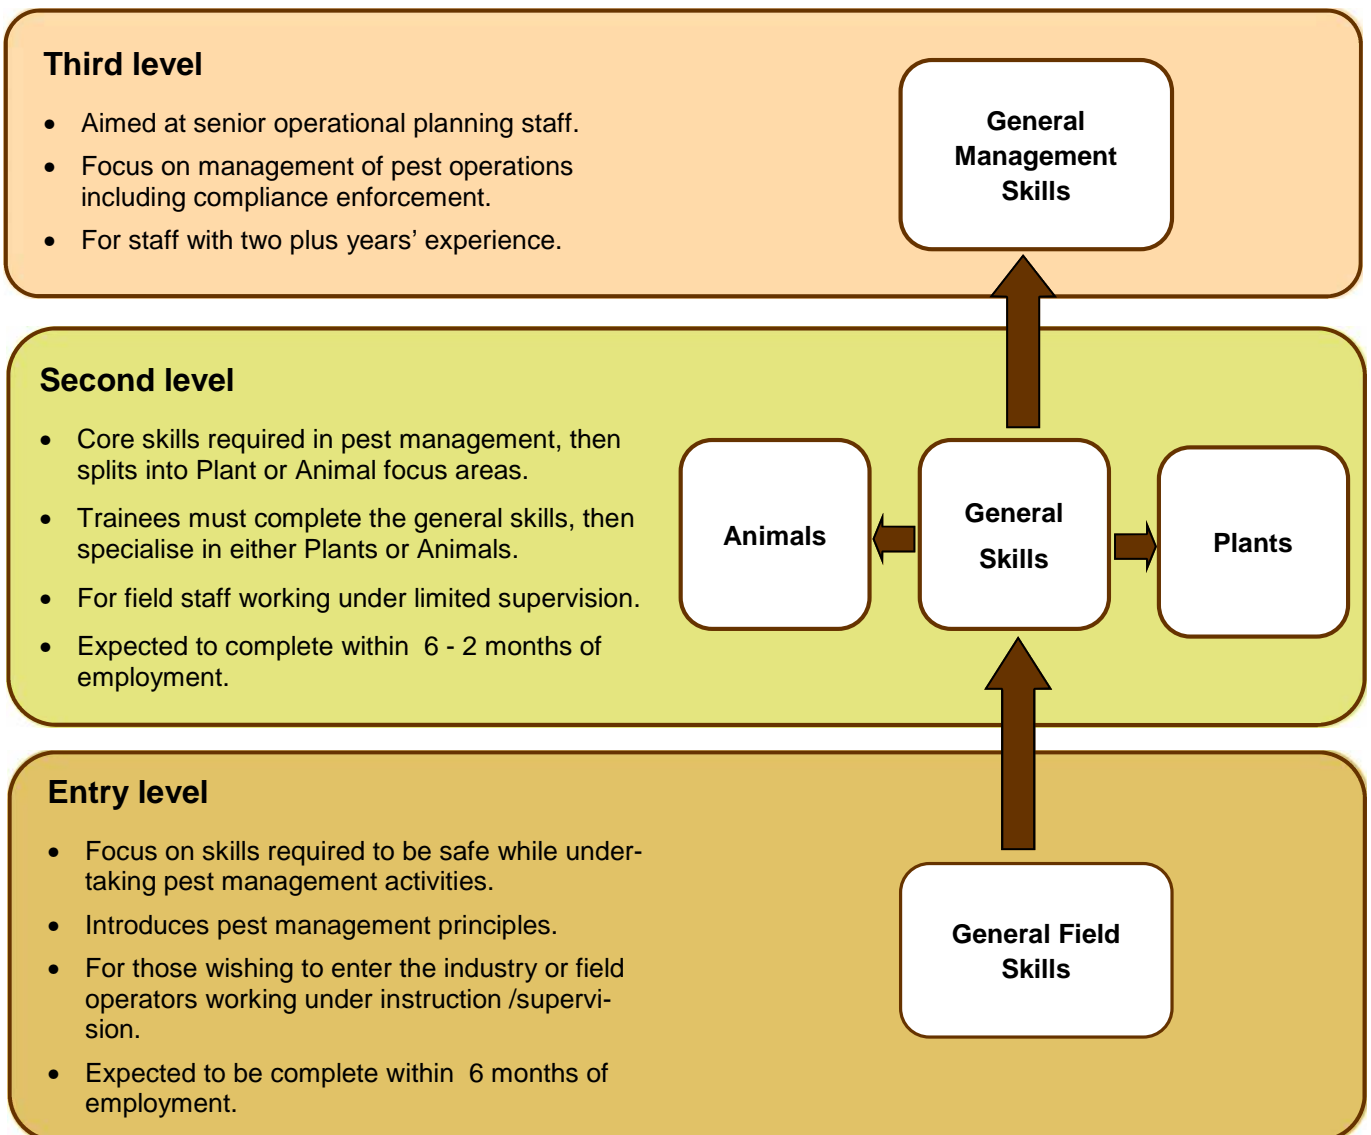 Third level
• Aimed at senior operational planning staff.
• Focus on management of pest operations
including compliance enforcement.
• For staff with two plus years’ experience.
General
Management
Skills
Second level
• Core skills required in pest management, then
splits into Plant or Animal focus areas.
• Trainees must complete the general skills, then
specialise in either Plants or Animals.
• For field staff working under limited supervision.
• Expected to complete within  6 - 2 months of
employment.
Animals
General
Skills
Plants
Entry level
• Focus on skills required to be safe while under-
taking pest management activities.
• Introduces pest management principles.
• For those wishing to enter the industry or field
operators working under instruction /supervi-
sion.
• Expected to be complete within  6 months of
employment.
General Field
Skills